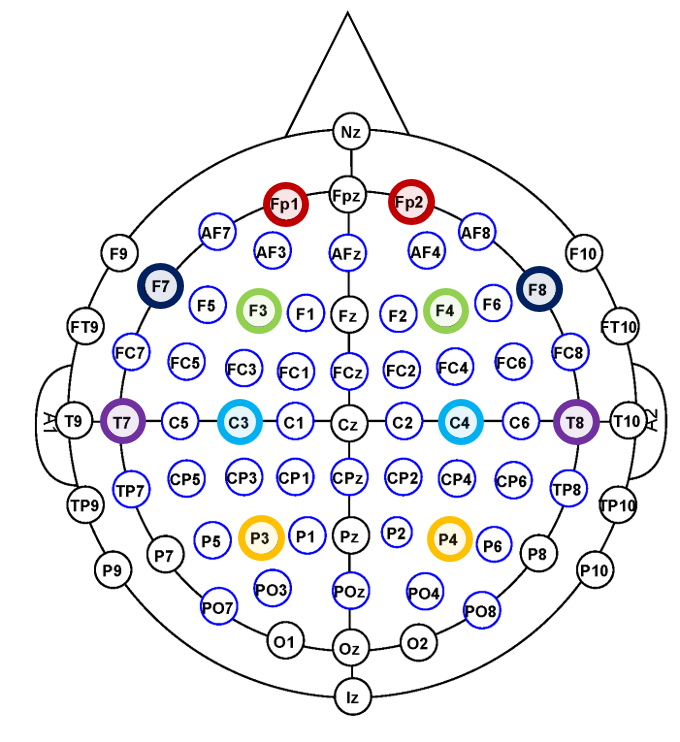 Nz
Fp1 Fpz Fp2
AF7 AF3 AFz AF4 AF8
F9 F10
F7 F5 F3 F1 Fz F2 F4 F6 F8
FT9 FT10
FC7 FC5 FC3 FC1 FCz FC2 FC4 FC6 FC8
A1 T9 T7 C5 C3 C1 Cz C2 C4 C6 T8 T10 A2
TP9 TP7 CP5 CP3 CP1 CPz CP2 CP4 CP6 TP8 TP10
P9 P7 P5 P3 P1 Pz P2 P4 P6 P8 P10
PO7 PO3 POz PO4 PO8
O1 Oz O2
Iz